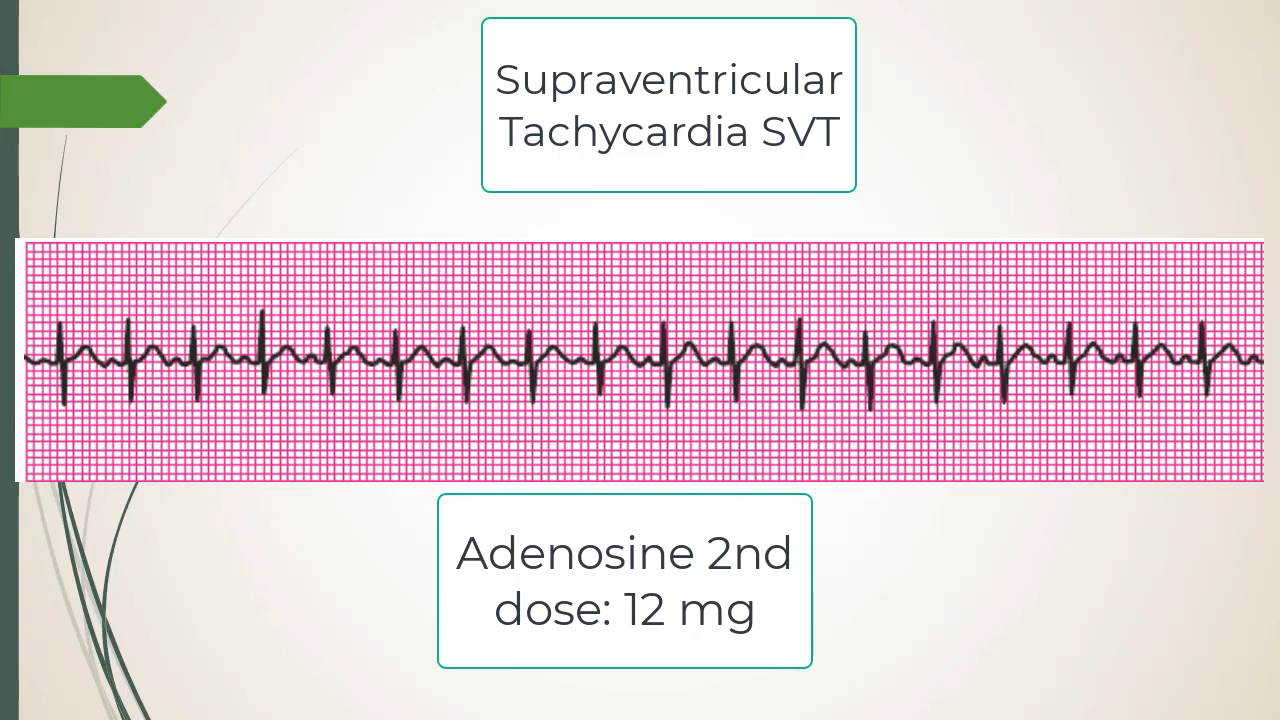 Supraventricular
Tachycardia SVT
Adenosine 2nd
dose: 12 mg